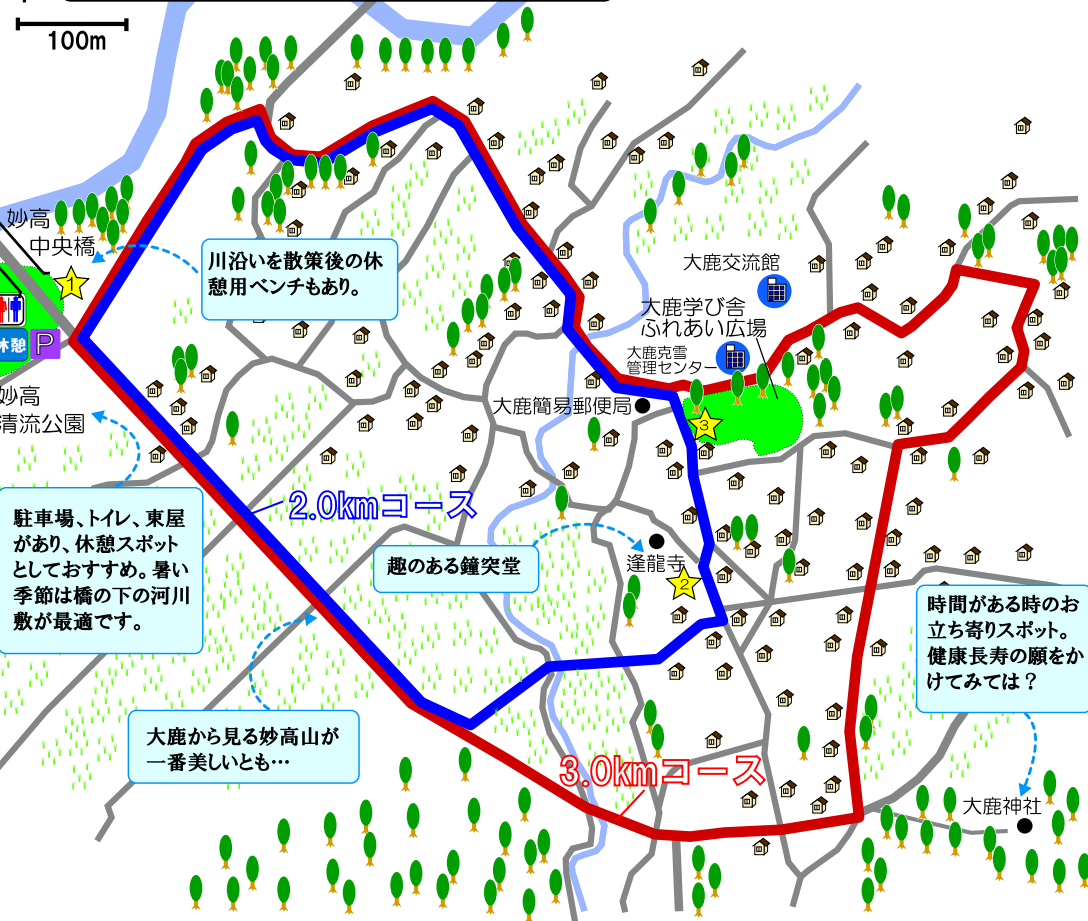 100m
妙高
中央橋
1
川沿いを散策後の休
憩用ベンチもあり。
大鹿交流館
大鹿学び舎
ふれあい広場
大鹿克雪
管理センター
休憩
P
妙高
清流公園
大鹿簡易郵便局
3
2.0kmコース
駐車場、トイレ、東屋
があり、休憩スポット
としておすすめ。暑い
季節は橋の下の河川
敷が最適です。
趣のある鐘突堂
逢龍寺
2
時間がある時のお
立ち寄りスポット。
健康長寿の願をか
けてみては？
大鹿から見る妙高山が
一番美しいとも…
3.0kmコース
大鹿神社